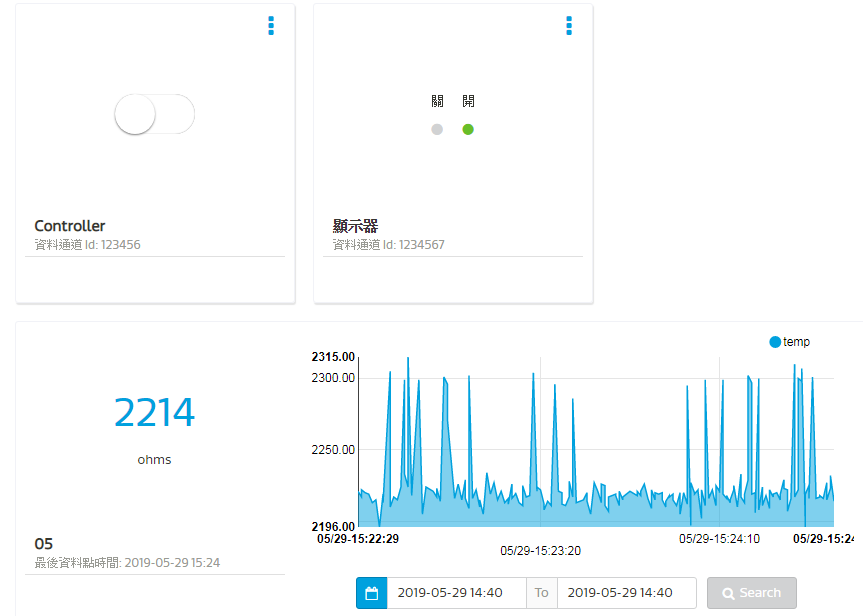 關 開
Controller
資料通道 Id: 123456
顯示器
資料通道 Id: 1234567
2214
ohms
05
最後資料點時間: 2019-05-29 15:24
temp
2315.00
2300.00
2250.00
2196.00
05/29-15:22:29
05/29-15:23:20
05/29-15:24:10
05/29-15:24
2019-05-29 14:40 To 2019-05-29 14:40 Search